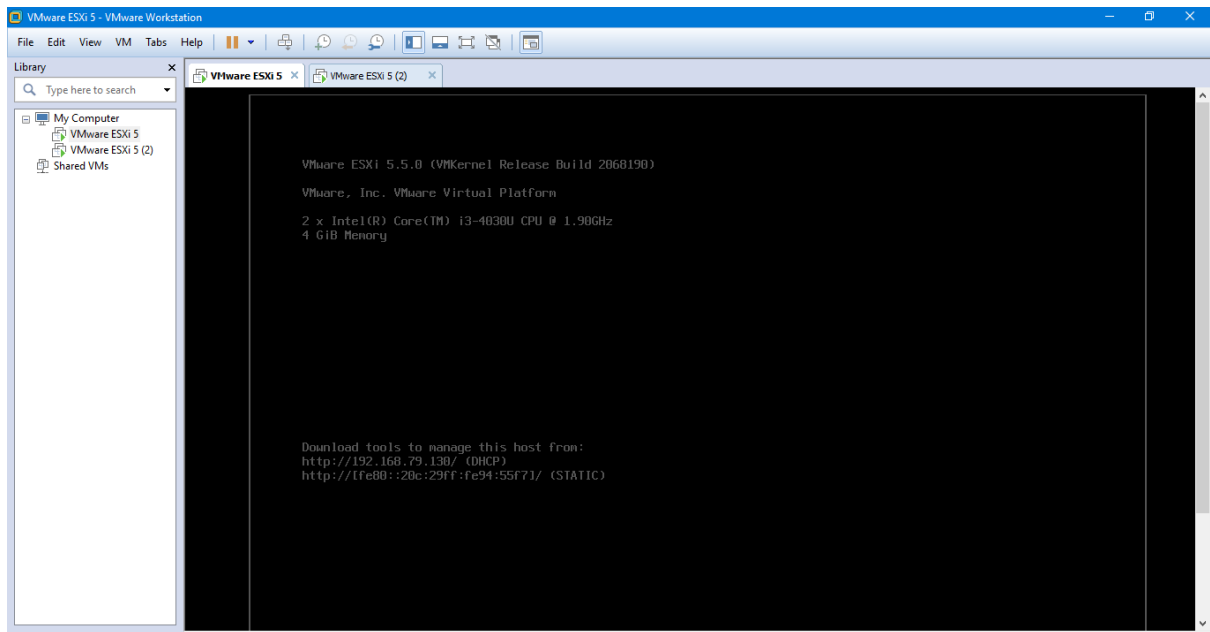 VMware ESXi 5 - VMware Workstation
File Edit View VM Tabs Help
Library
Type here to search
My Computer
VMware ESXi 5
VMware ESXi 5 (2)
Shared VMs
VMware ESXi 5
VMware ESXi 5 (2)
VMware ESXi 5.5.0 (VMKernel Release Build 2068190)
VMware, Inc. VMware Virtual Platform
2 x Intel(R) Core(TM) i3-4030U CPU @ 1.90GHz
4 GiB Memory
Download tools to manage this host from:
http://192.168.79.130/ (DHCP)
http://[fe80::20c:29ff:fe94:55f7]/ (STATIC)